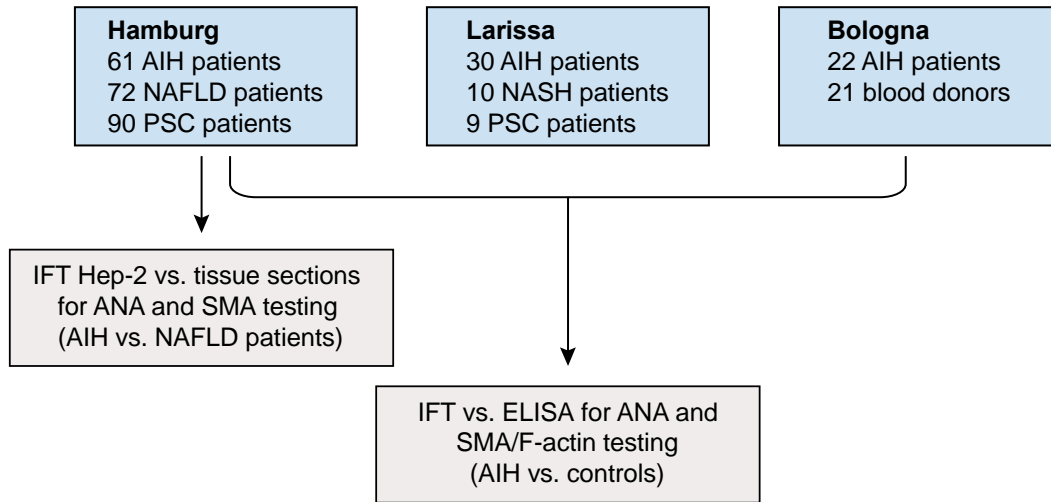 Hamburg
61 AIH patients
72 NAFLD patients
90 PSC patients
Larissa
30 AIH patients
10 NASH patients
9 PSC patients
Bologna
22 AIH patients
21 blood donors
IFT Hep-2 vs. tissue sections
for ANA and SMA testing
(AIH vs. NAFLD patients)
IFT vs. ELISA for ANA and
SMA/F-actin testing
(AIH vs. controls)